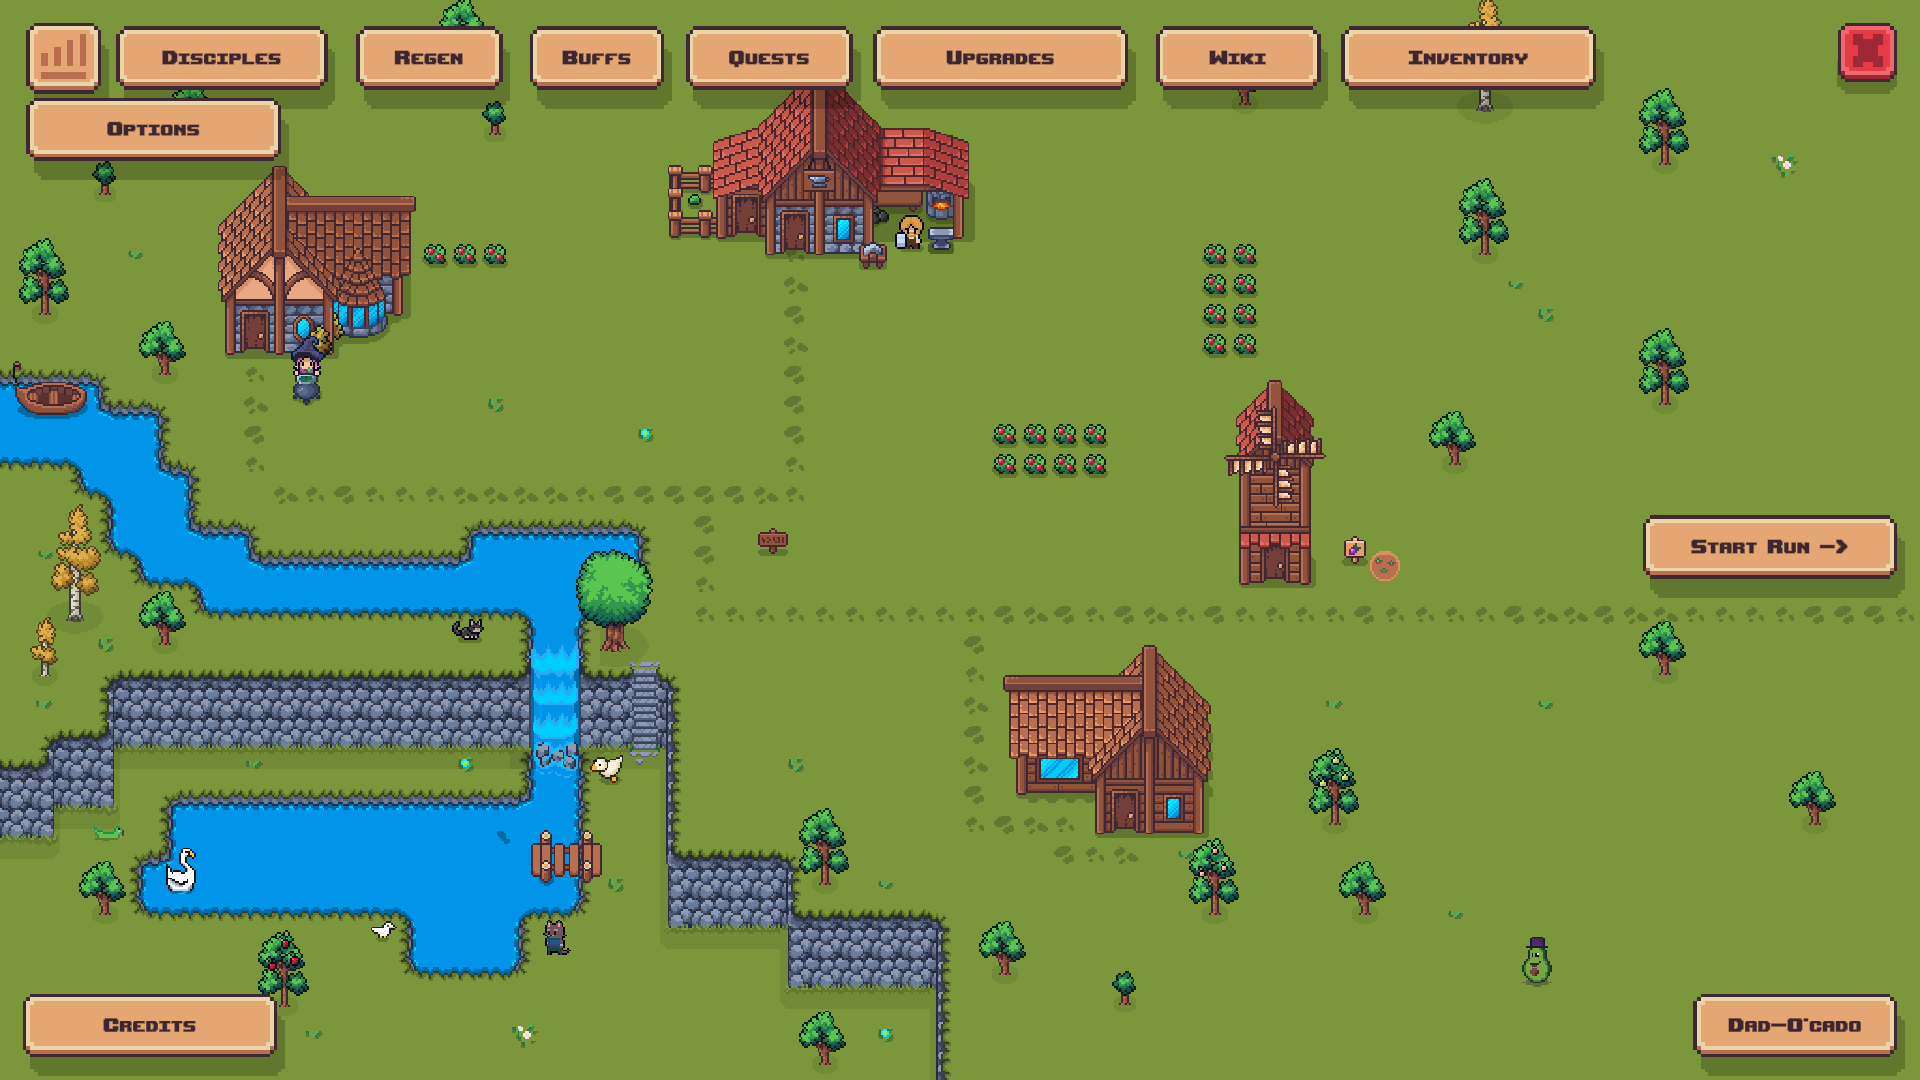 Disciples
Regen
Buffs
Quests
Upgrades
Wiki
Inventory
Options
Start Run ->
Credits
Dad-O'cado